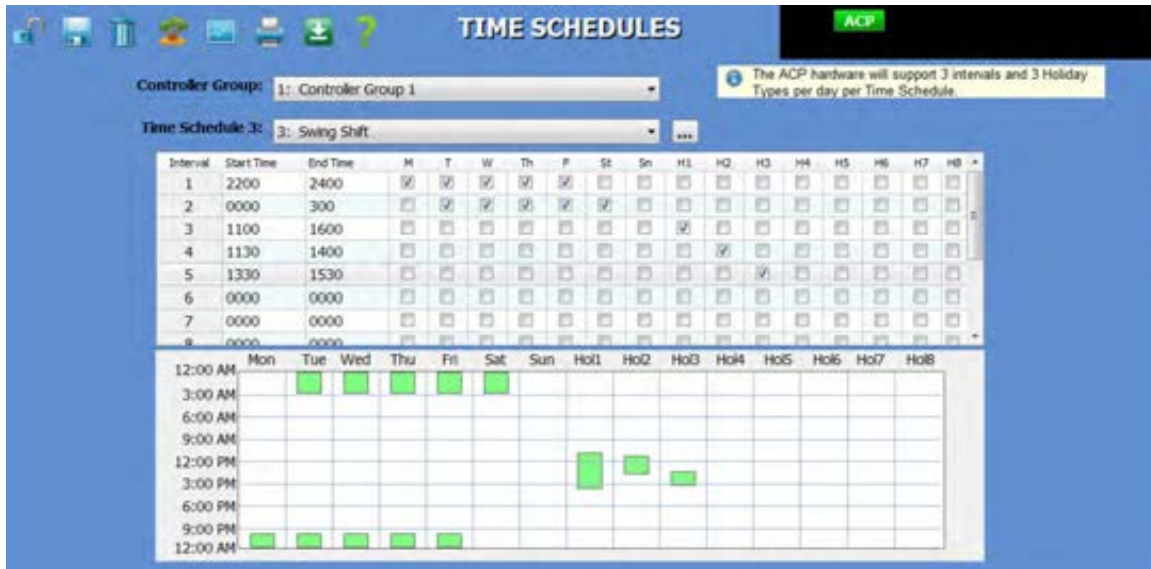 TIME SCHEDULES
ACP
Controller Group: 1: Controller Group 1
The ACP hardware will support 3 intervals and 3 Holiday
Types per day per Time Schedule.
Time Schedule 3: 3: Swing Shift ...
Interval Start Time End Time M T W Th F St Sn H1 H2 H3 H4 H5 H6 H7 H8
1 2200 2400
2 0000 300
3 1100 1600
4 1130 1400
5 1330 1530
6 0000 0000
7 0000 0000
8 0000 0000
Mon Tue Wed Thu Fri Sat Sun Hol1 Hol2 Hol3 Hol4 Hol5 Hol6 Hol7 Hol8
12:00 AM
3:00 AM
6:00 AM
9:00 AM
12:00 PM
3:00 PM
6:00 PM
9:00 PM
12:00 AM